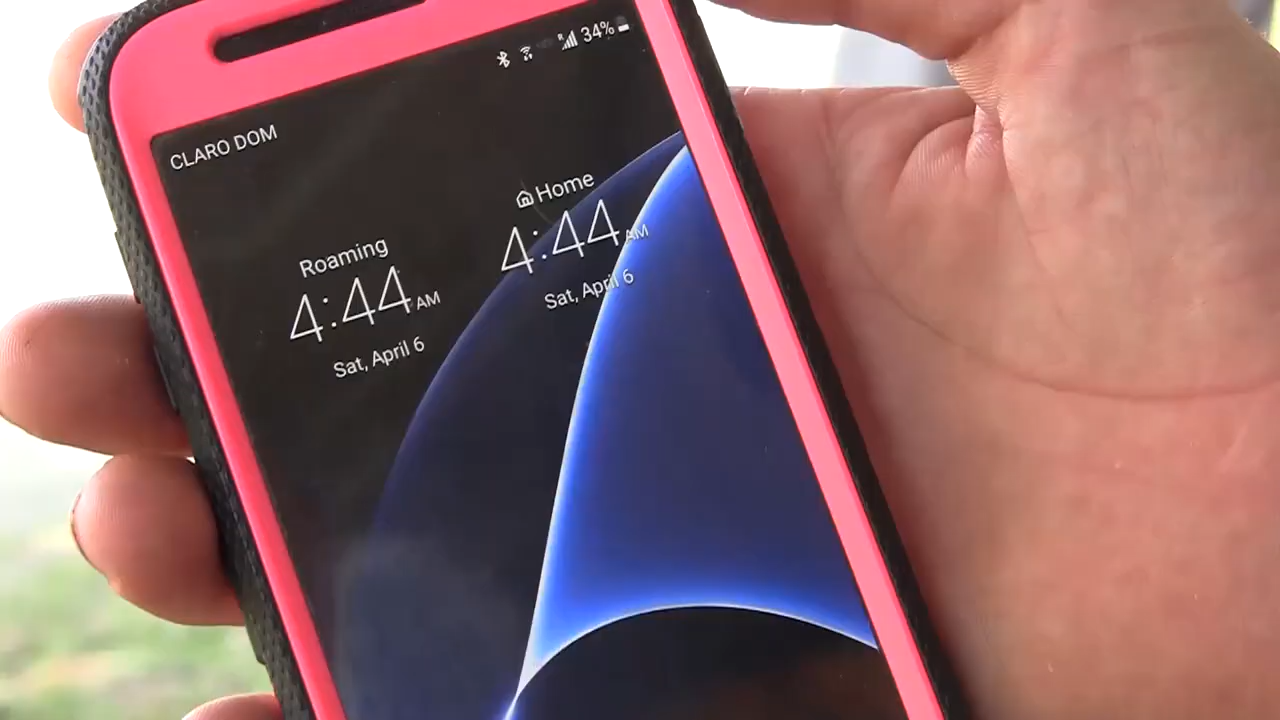 34%
CLARO DOM
Roaming
4:44 AM
Sat, April 6
Home
4:44 AM
Sat, April 6